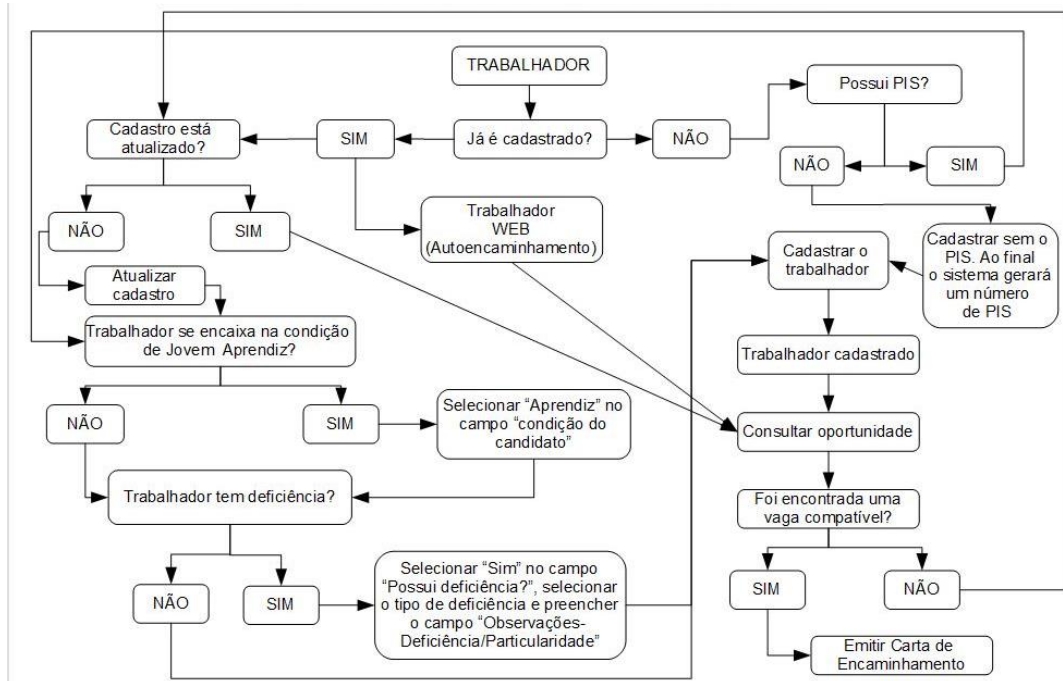 TRABALHADOR
Possui PIS?
Cadastro está
atualizado?
SIM
Já é cadastrado?
NÃO
NÃO
SIM
NÃO
SIM
Trabalhador
WEB
(Autoencaminhamento)
Cadastrar o
trabalhador
Cadastrar sem o
PIS. Ao final
o sistema gerará
um número
de PIS
Atualizar
cadastro
Trabalhador se encaixa na condição
de Jovem Aprendiz?
Trabalhador cadastrado
NÃO
SIM
Selecionar “Aprendiz” no
campo “condição do
candidato”
Consultar oportunidade
Trabalhador tem deficiência?
Foi encontrada uma
vaga compatível?
NÃO
SIM
Selecionar “Sim” no campo
“Possui deficiência?”, selecionar
o tipo de deficiência e preencher
o campo “Observações-
Deficiência/Particularidade”
SIM
NÃO
Emitir Carta de
Encaminhamento